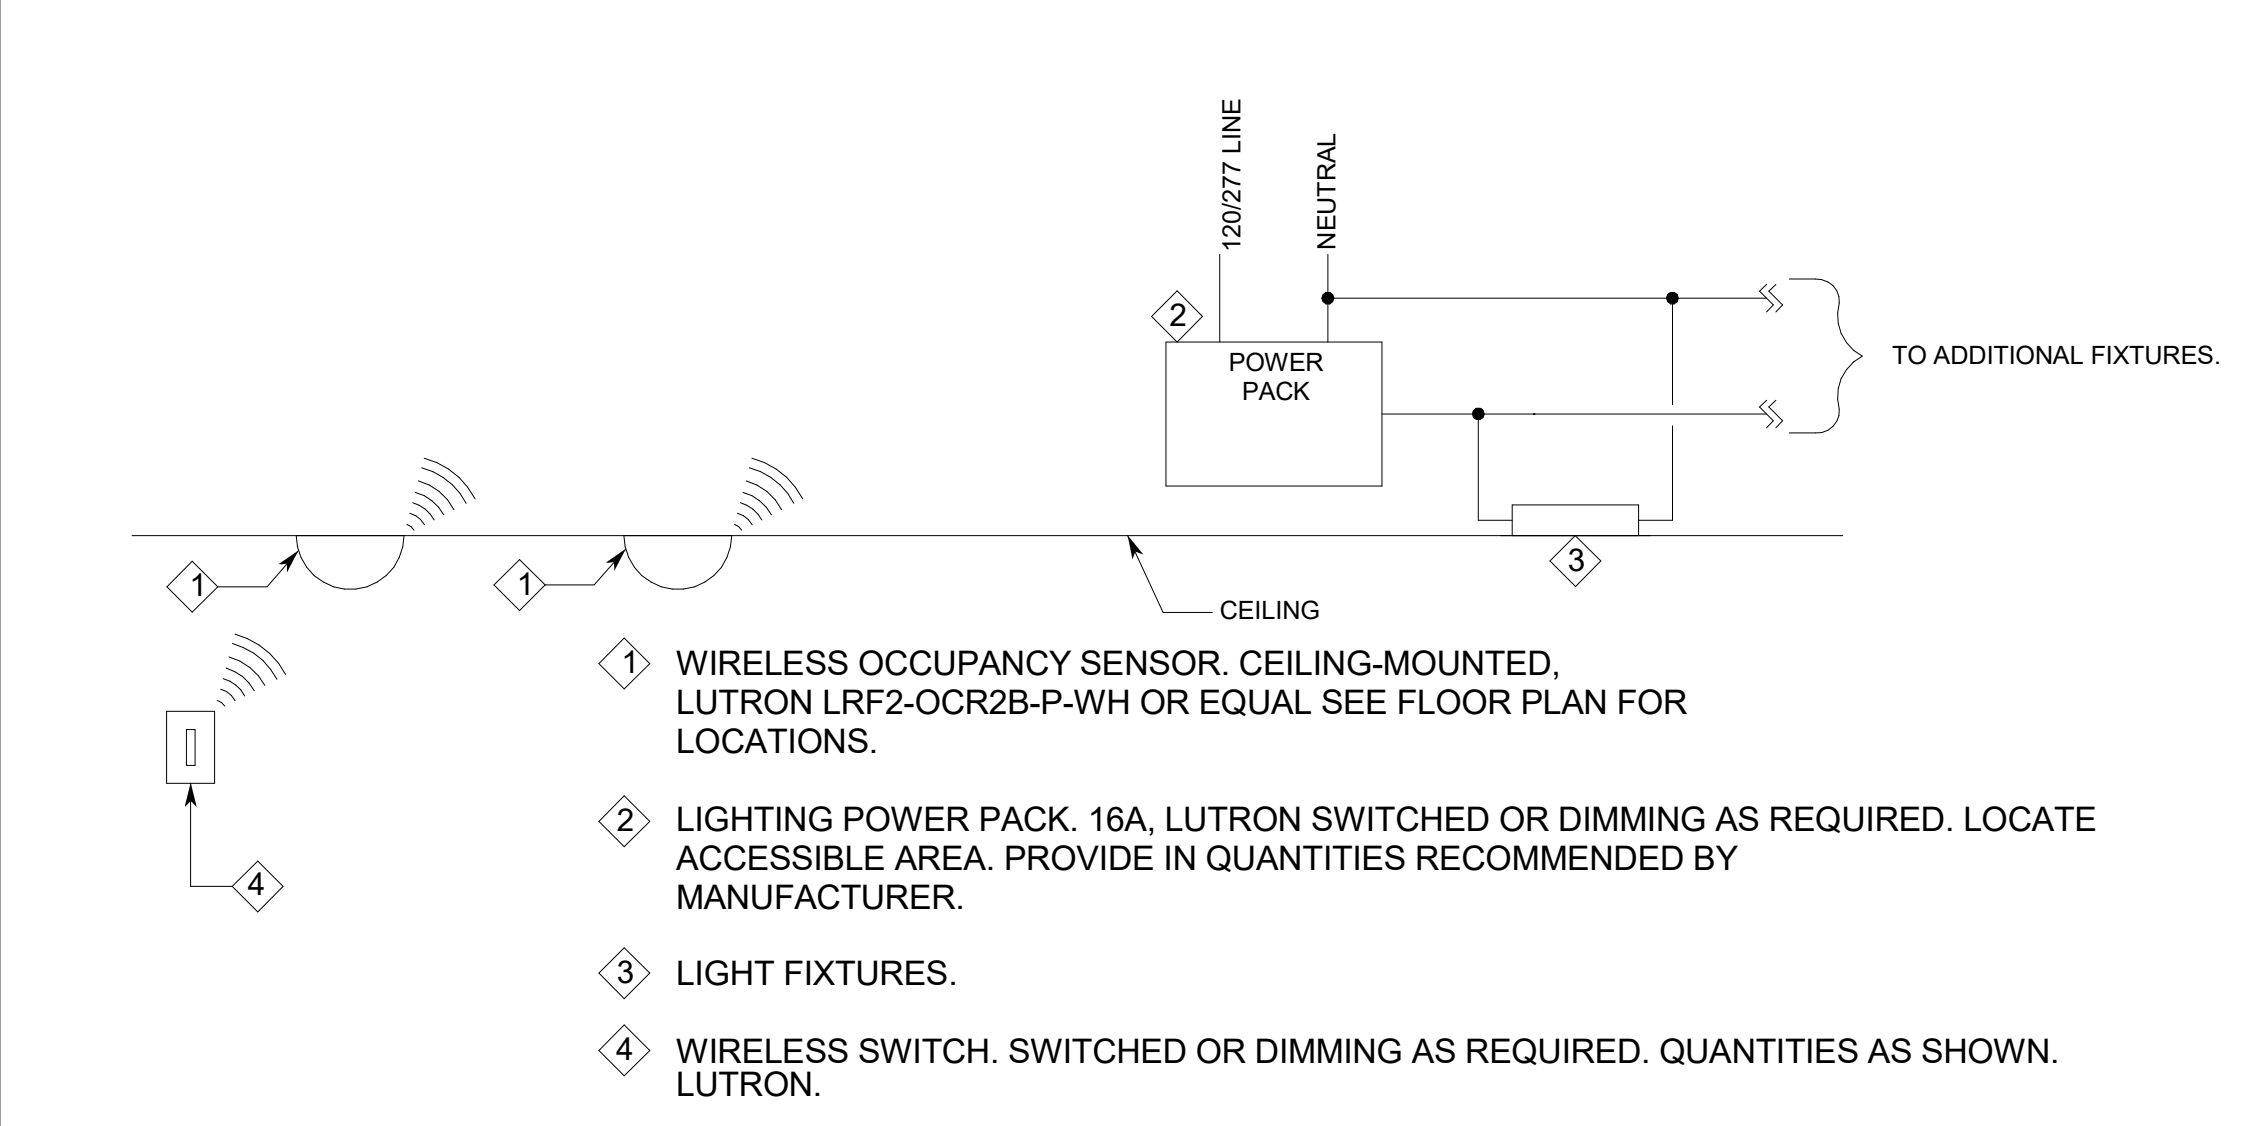 120/277 LINE
NEUTRAL
2
POWER
PACK
TO ADDITIONAL FIXTURES.
1
1
3
CEILING
4
1 WIRELESS OCCUPANCY SENSOR. CEILING-MOUNTED,
LUTRON LRF2-OCR2B-P-WH OR EQUAL SEE FLOOR PLAN FOR
LOCATIONS.
2 LIGHTING POWER PACK. 16A, LUTRON SWITCHED OR DIMMING AS REQUIRED. LOCATE
ACCESSIBLE AREA. PROVIDE IN QUANTITIES RECOMMENDED BY
MANUFACTURER.
3 LIGHT FIXTURES.
4 WIRELESS SWITCH. SWITCHED OR DIMMING AS REQUIRED. QUANTITIES AS SHOWN.
LUTRON.